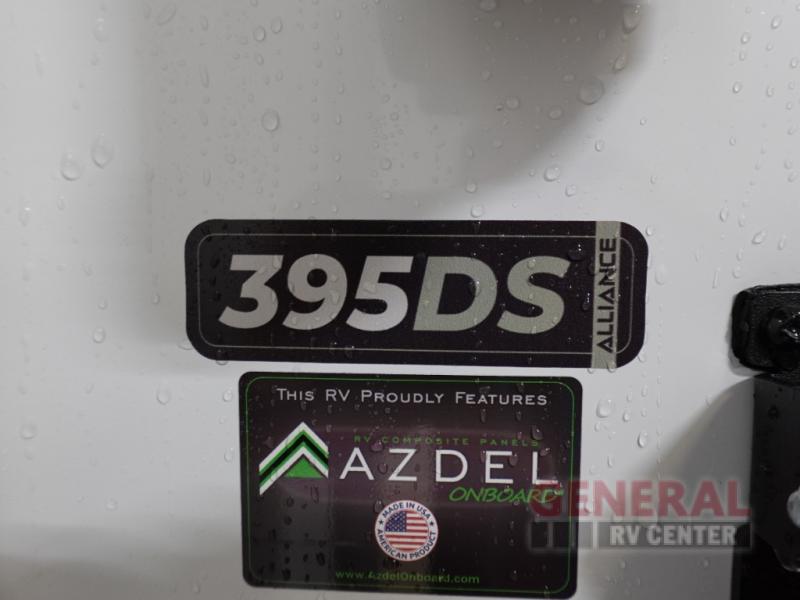 395DS
ALLIANCE
THIS RV PROUDLY FEATURES
RV COMPOSITE PANELS
AZDEL
ONBOARD
MADE IN USA
AMERICAN PRODUCT
www.AzdelOnboard.com
GENERAL
RV CENTER